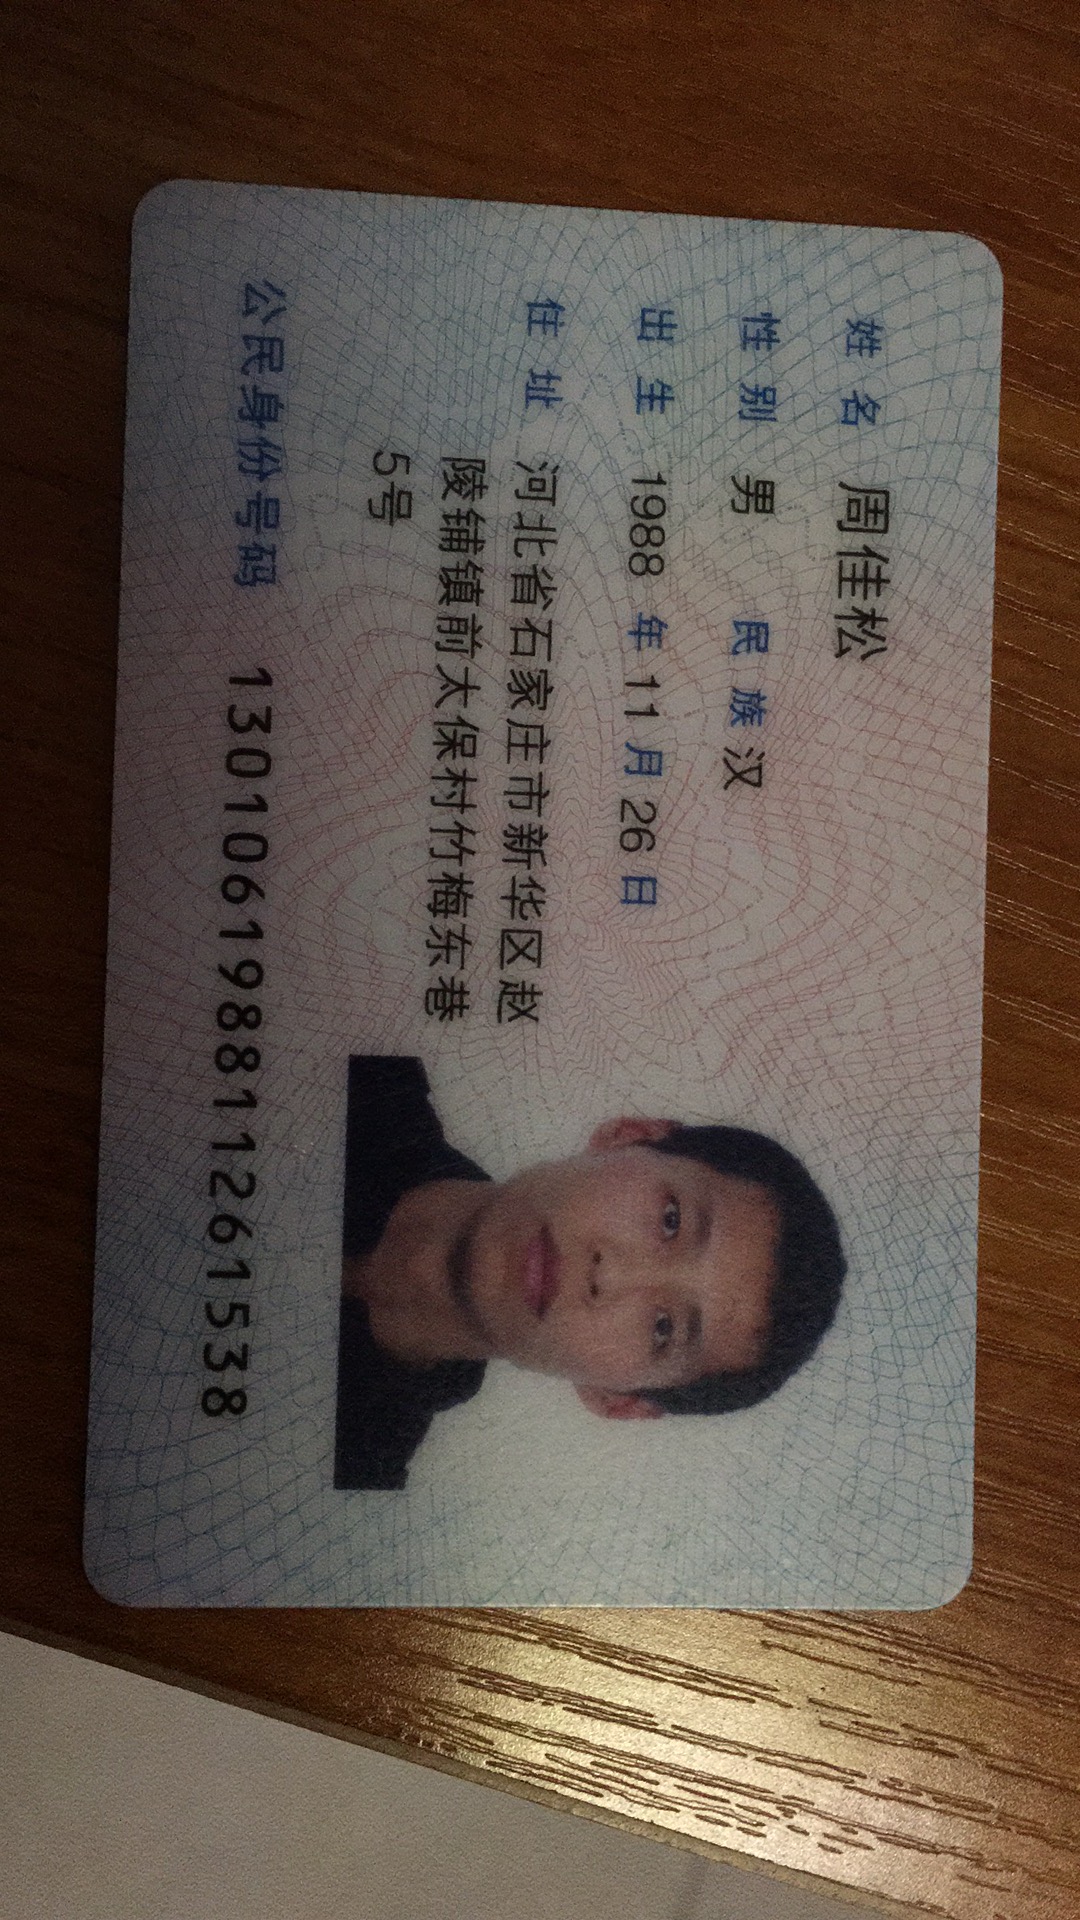 姓名 周佳松
性别 男 民族 汉
出生 1988 年 11 月 26 日
住址 河北省石家庄市新华区赵
陵铺镇前太保村竹梅东巷
5号
公民身份号码 130106198811261538